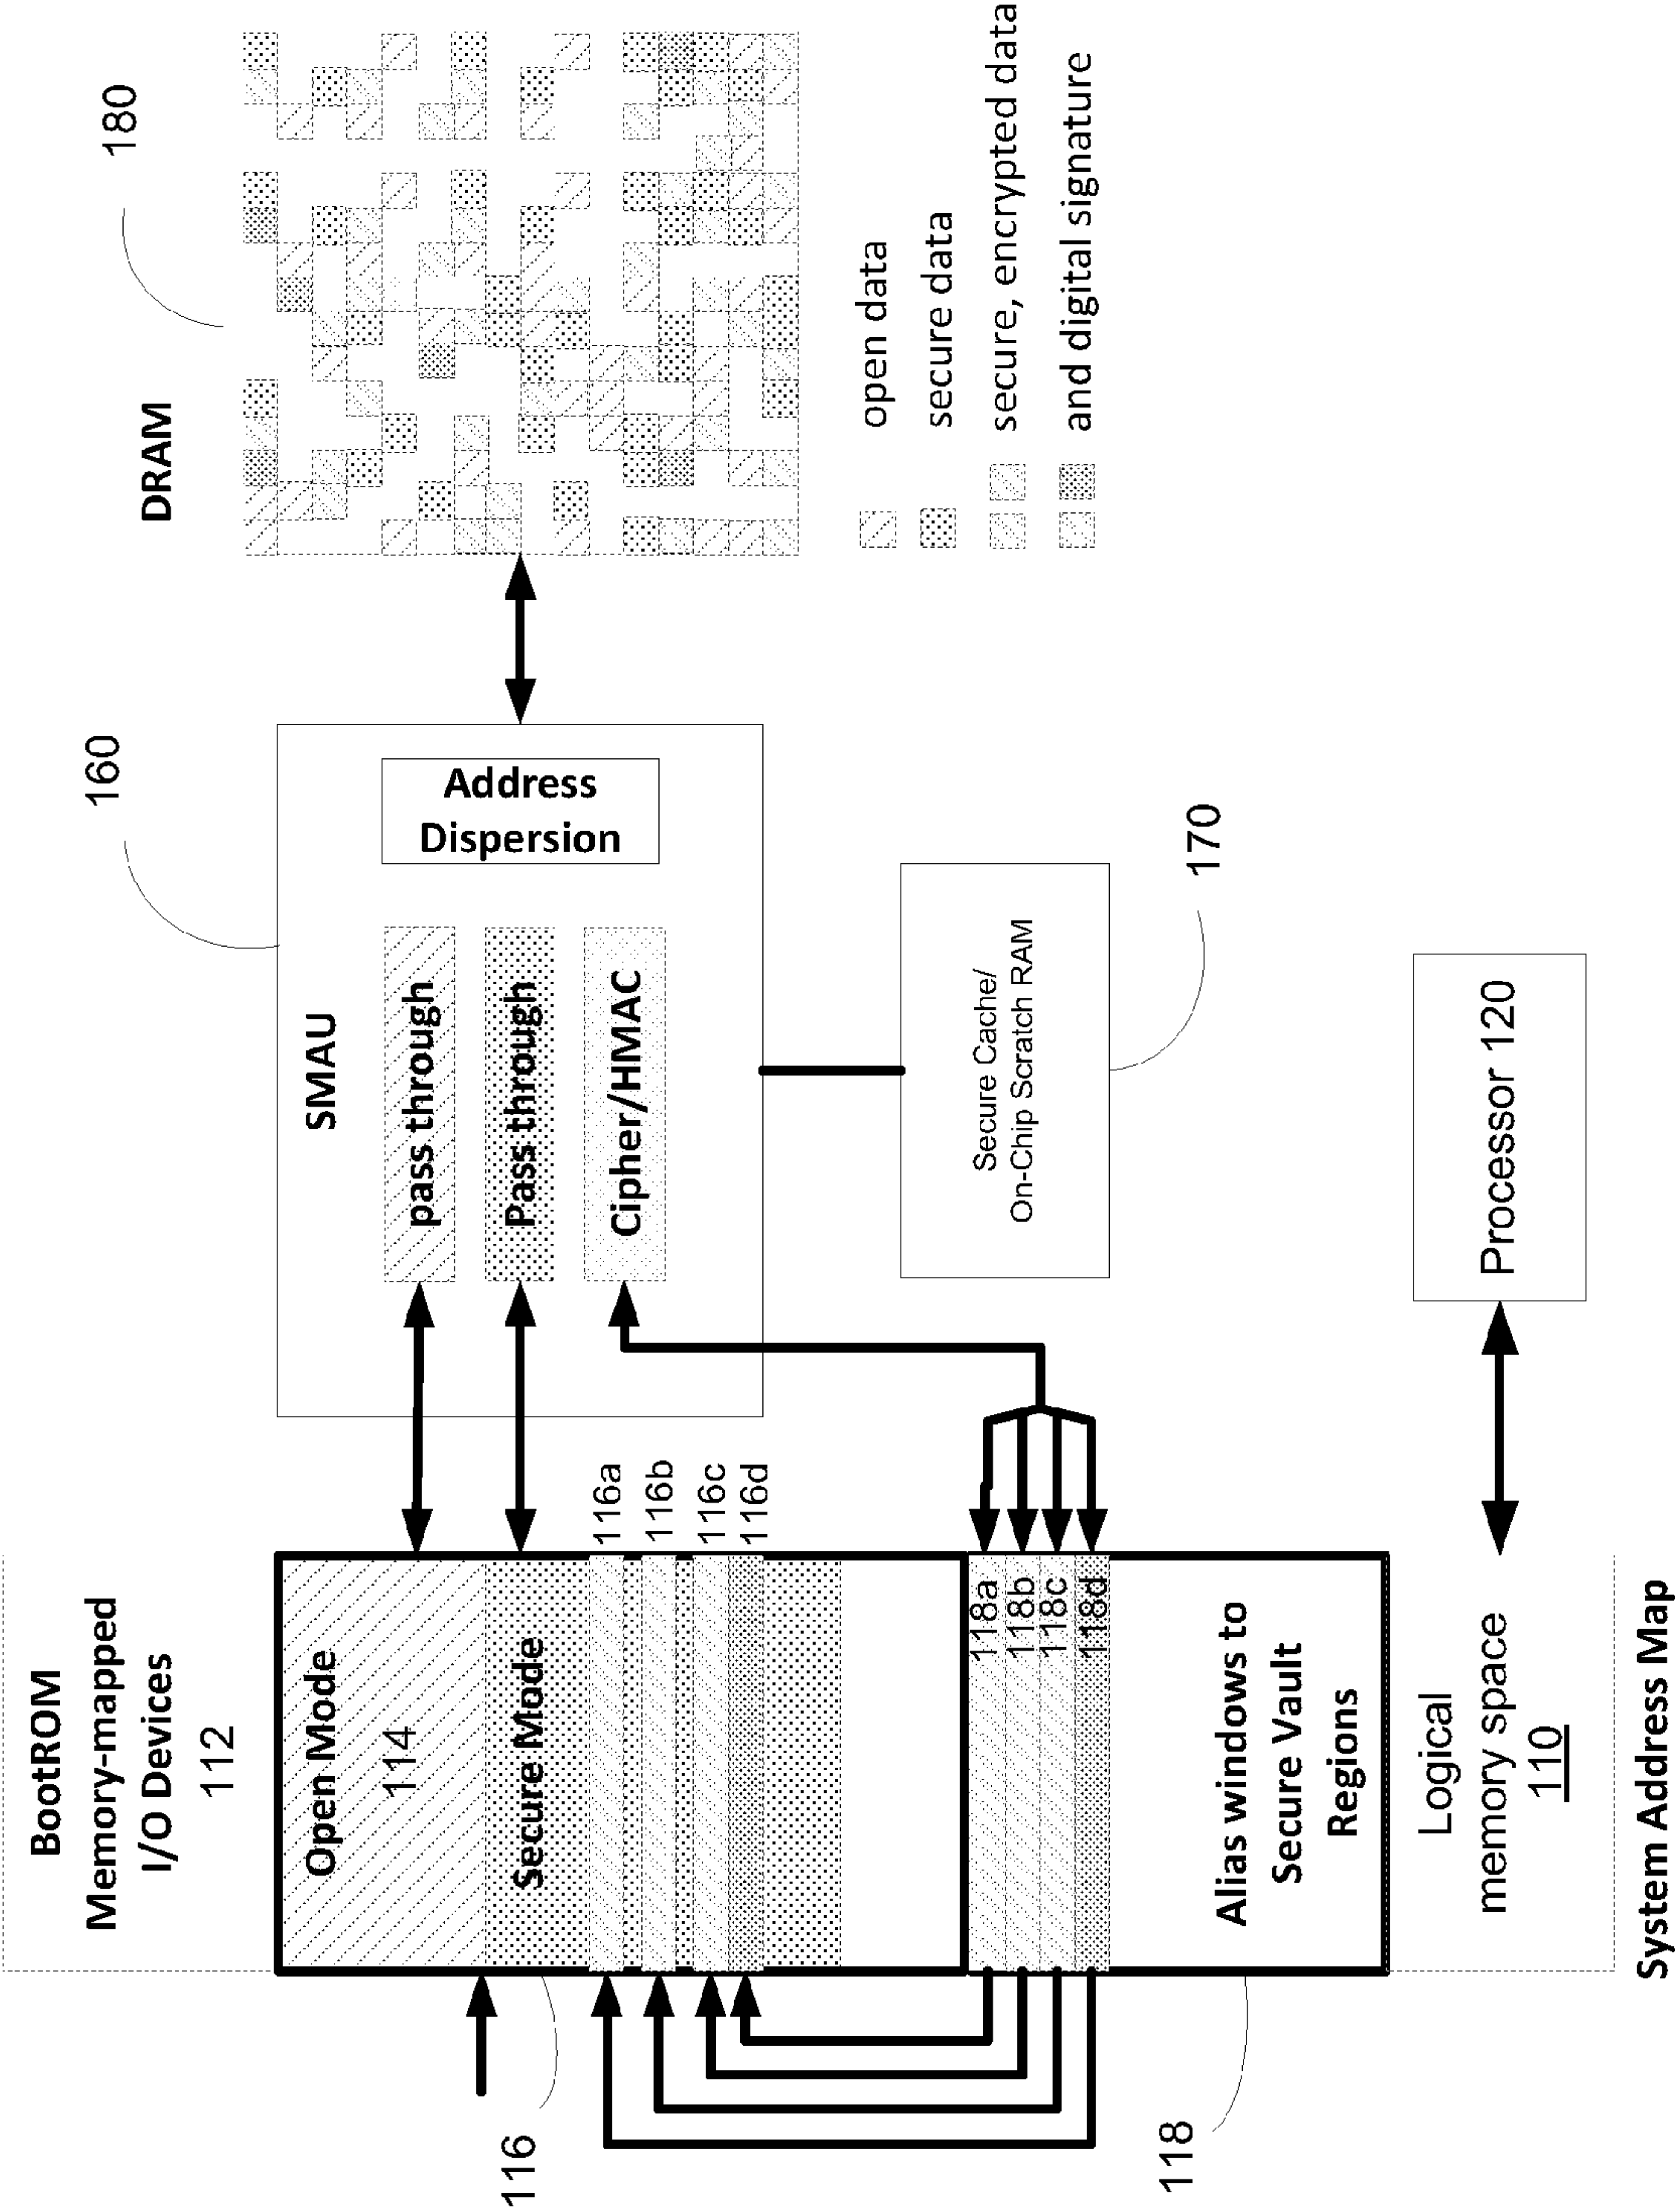 BootROM
Memory-mapped
I/O Devices
112
Open Mode
114
Secure Mode
116
116a
116b
116c
116d
118a
118b
118c
118d
Alias windows to
Secure Vault
Regions
118
Logical
memory space
110
System Address Map
160
SMAU
pass through
Pass through
Cipher/HMAC
Address
Dispersion
Secure Cache/
On-Chip Scratch RAM
170
Processor 120
DRAM
180
open data
secure data
secure, encrypted data
and digital signature